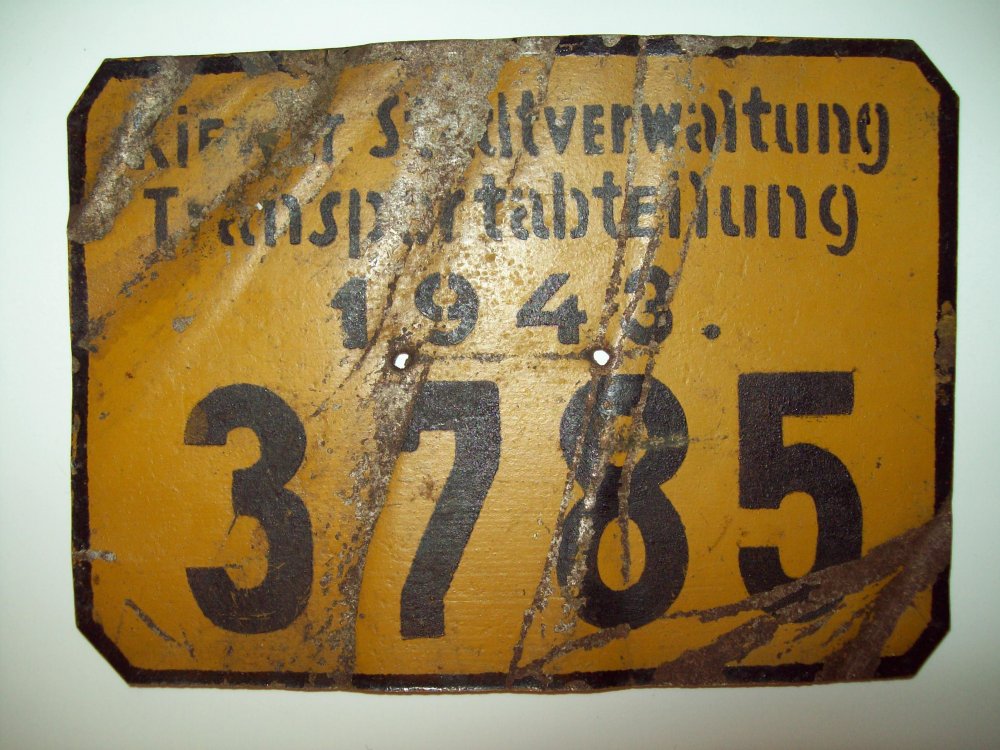 Kiewer Stadtverwaltung
Transportabteilung
1943.
3785